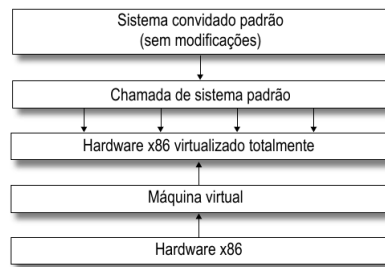 Sistema convidado padrão
(sem modificações)
Chamada de sistema padrão
Hardware x86 virtualizado totalmente
Máquina virtual
Hardware x86